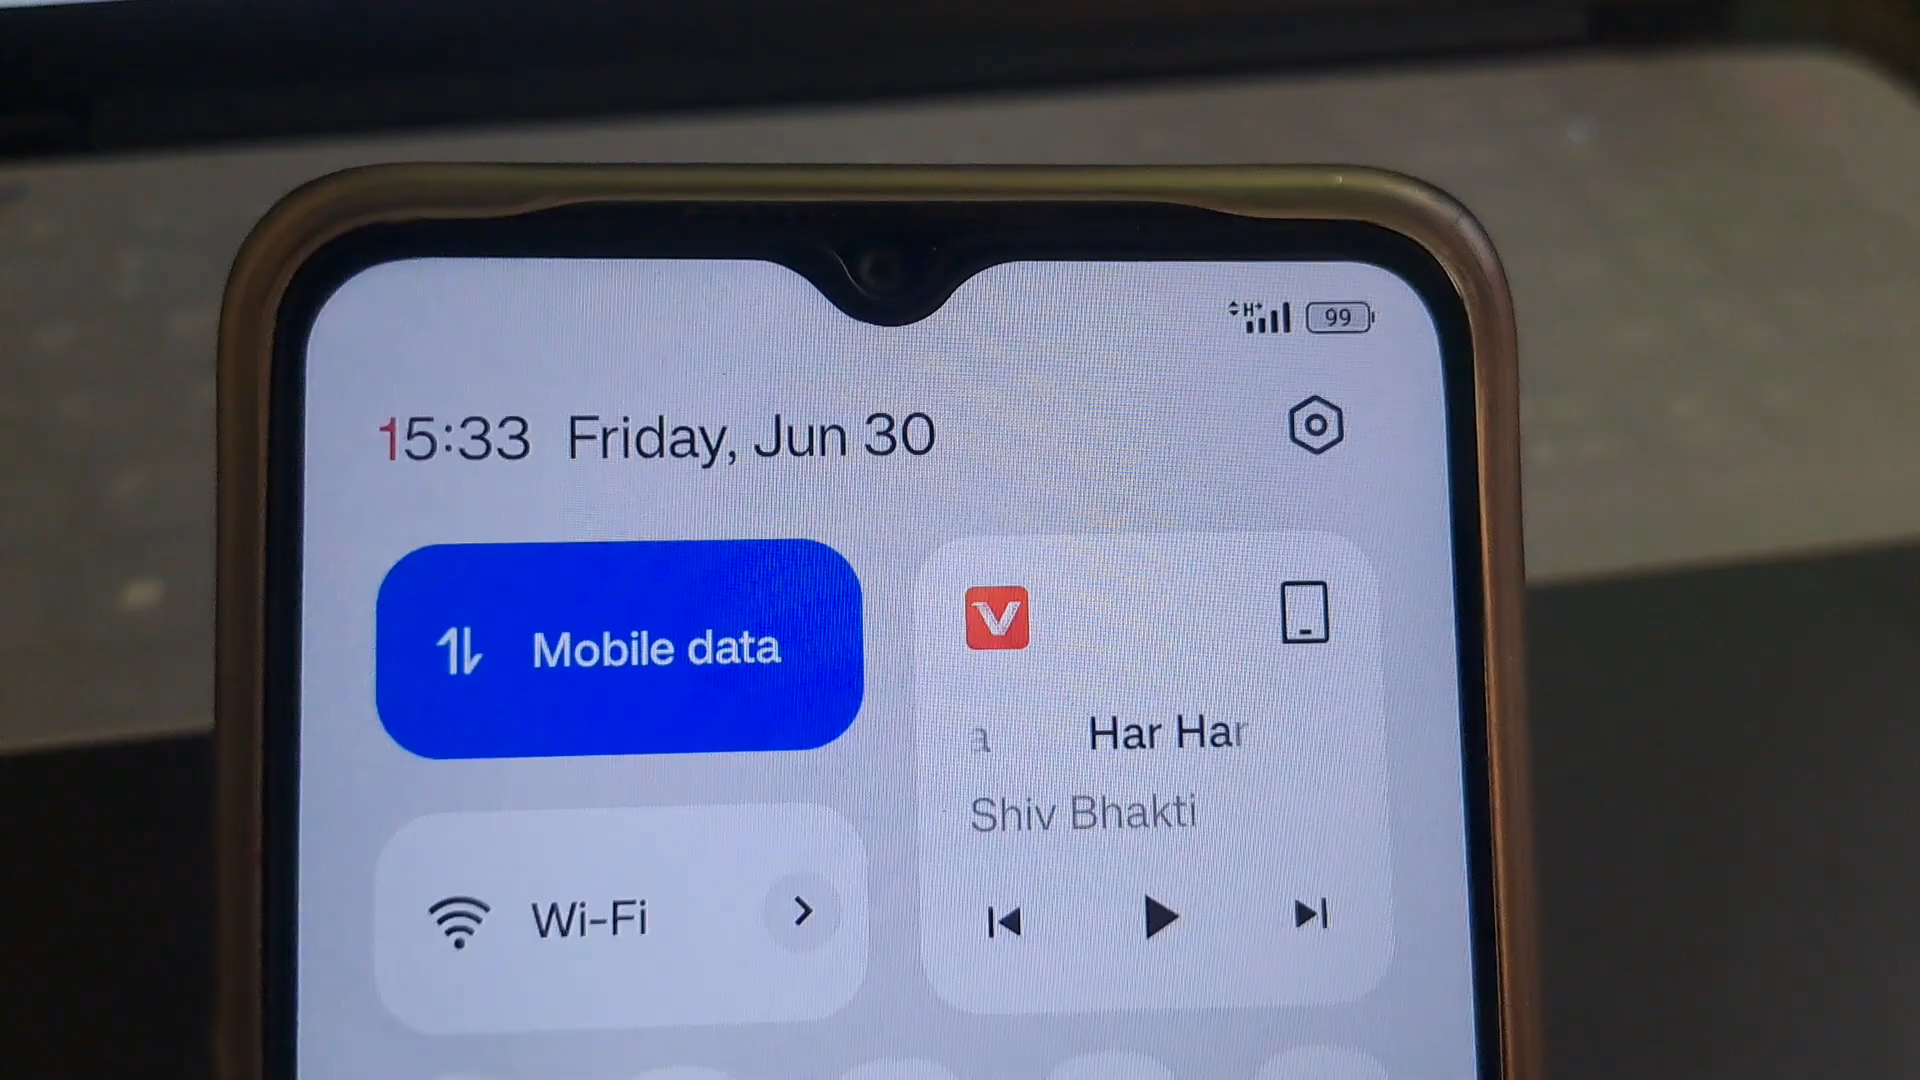 H+ 99
15:33 Friday, Jun 30
Mobile data
V
a Har Har
Shiv Bhakti
Wi-Fi